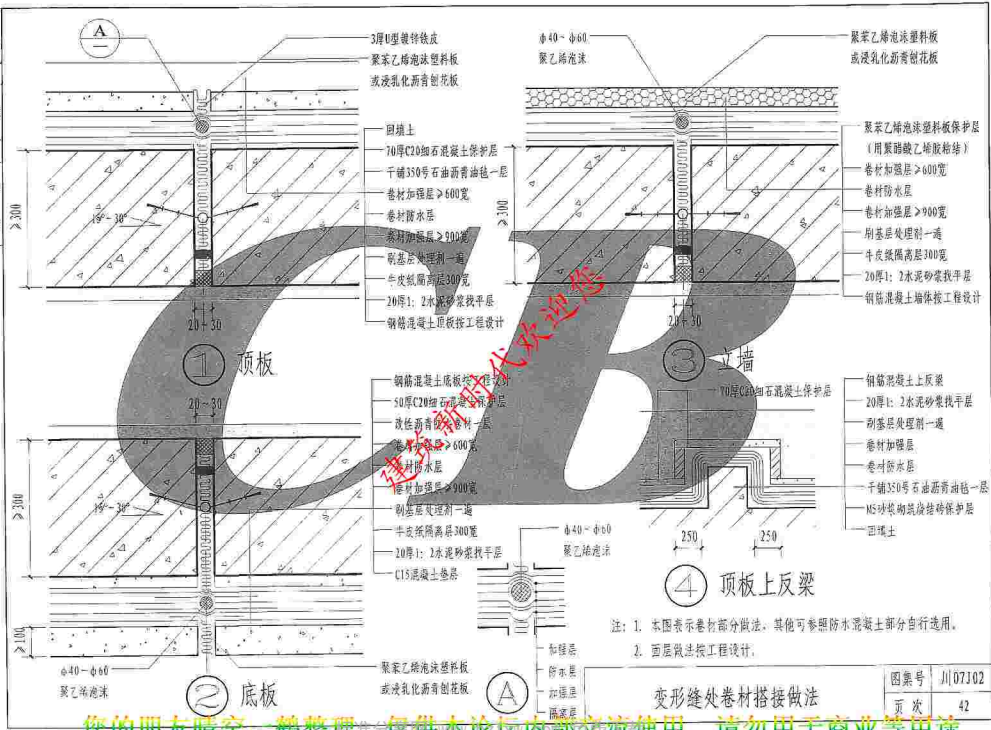 A
3厚U型镀锌铁皮
聚苯乙烯泡沫塑料板
或浸乳化沥青刨花板
回填土
70厚C20细石混凝土保护层
干铺350号石油沥青油毡一层
卷材加强层≥600宽
卷材防水层
卷材加强层≥900宽
刷基层处理剂一遍
牛皮纸隔离层300宽
20厚1:2水泥砂浆找平层
钢筋混凝土顶板按工程设计
≥300
15°~30°
20~30
① 顶板
φ40~φ60
聚乙烯泡沫
聚苯乙烯泡沫塑料板
或浸乳化沥青刨花板
聚苯乙烯泡沫塑料板保护层
(用聚醋酸乙烯胶粘结)
卷材加强层≥600宽
卷材防水层
卷材加强层≥900宽
刷基层处理剂一遍
牛皮纸隔离层300宽
20厚1:2水泥砂浆找平层
钢筋混凝土墙体按工程设计
≥300
20~30
③ 立墙
钢筋混凝土底板按工程设计
50厚C20细石混凝土保护层
卷材加强层≥600宽
卷材防水层
卷材加强层≥900宽
刷基层处理剂一遍
牛皮纸隔离层300宽
20厚1:2水泥砂浆找平层
C15混凝土垫层
20~30
≥300
15°~30°
≥100
φ40~φ60
聚乙烯泡沫
聚苯乙烯泡沫塑料板
或浸乳化沥青刨花板
② 底板
φ40~φ60
聚乙烯泡沫
加强层
防水层
加强层
隔离层
A
70厚C20细石混凝土保护层
钢筋混凝土上反梁
20厚1:2水泥砂浆找平层
刷基层处理剂一遍
卷材加强层
卷材防水层
干铺350号石油沥青油毡一层
M5砂浆砌筑烧结砖保护层
回填土
250
250
④ 顶板上反梁
注: 1. 本图表示卷材部分做法,其他可参照防水混凝土部分自行选用。
2. 面层做法按工程设计。
变形缝处卷材搭接做法
图集号 川07J02
页次 42
CB
建筑新时代欢迎您